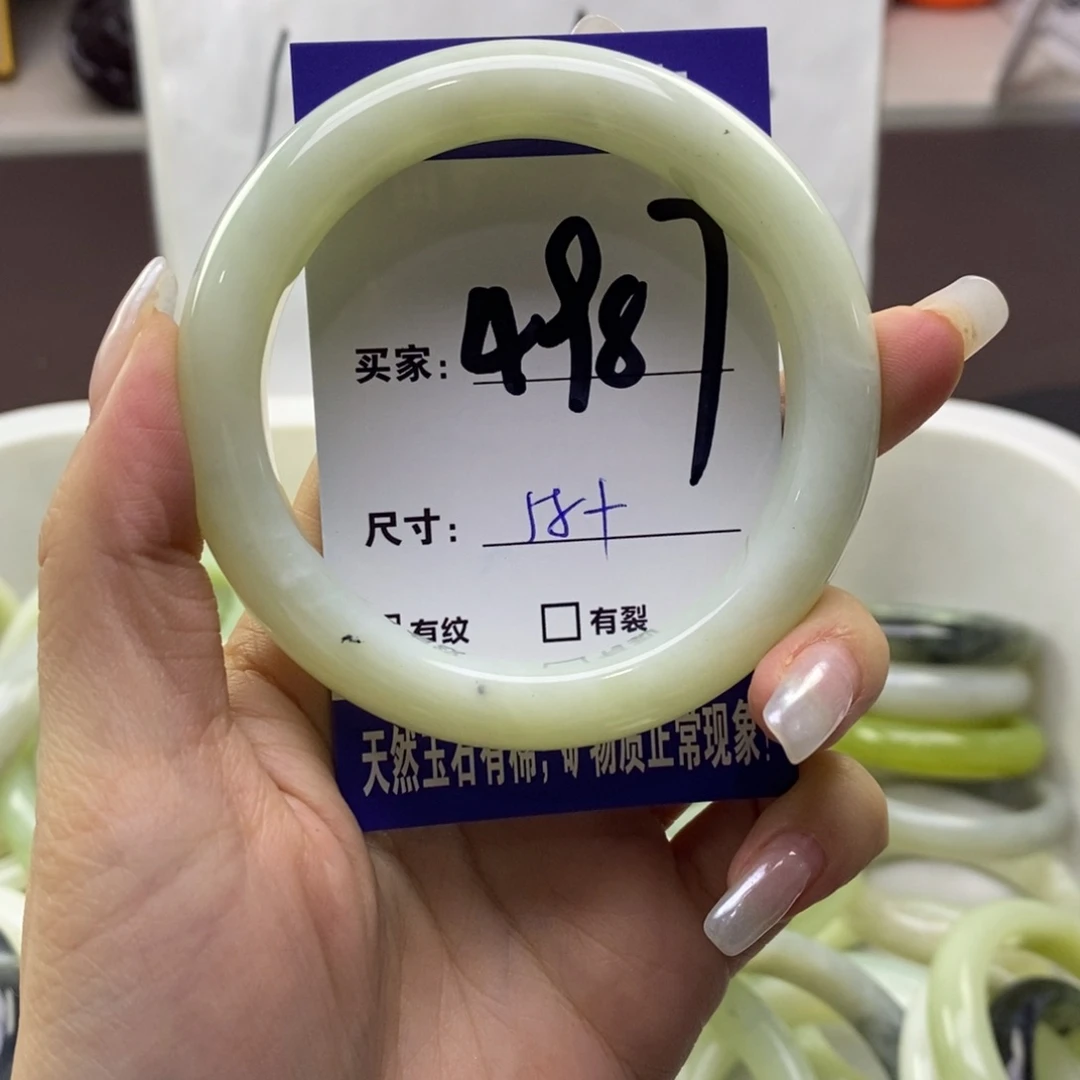 买家: 4987
尺寸: 58+
有纹 □ 有裂
天然玉石有棉, 矿物质正常现象!